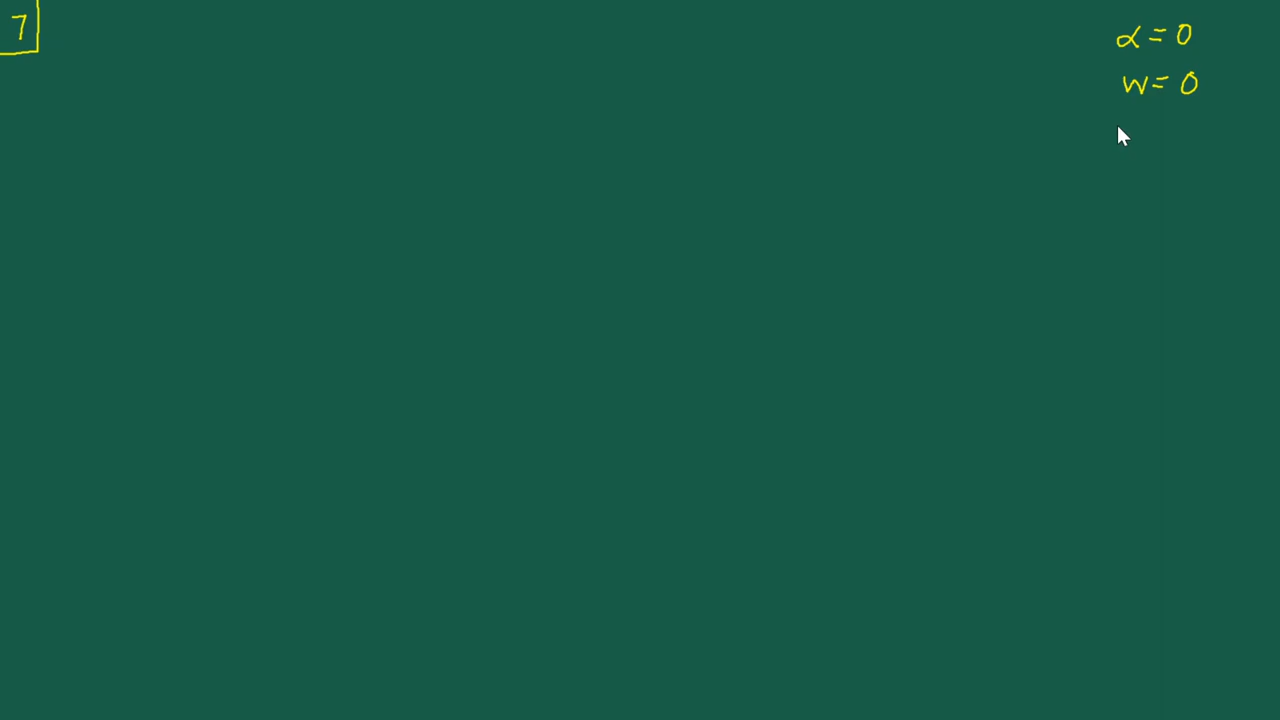 7
α = 0
w = 0